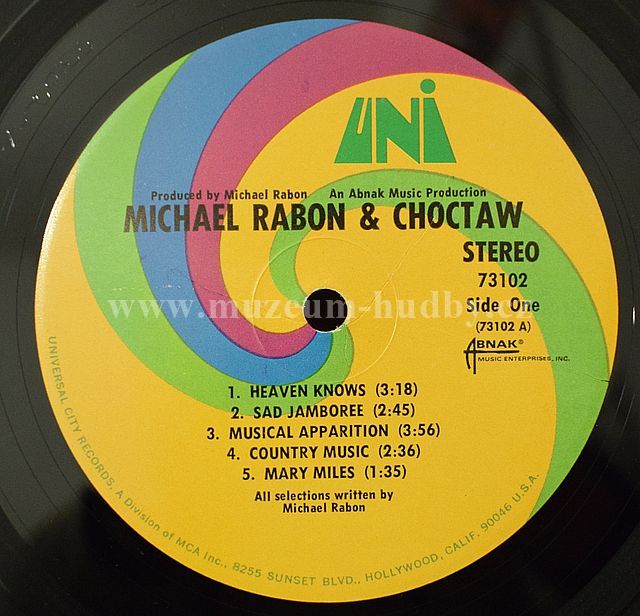 UNI
Produced by Michael Rabon An Abnak Music Production
MICHAEL RABON & CHOCTAW
STEREO
73102
Side One
(73102 A)
ABNAK®
MUSIC ENTERPRISES, INC.
www.muzeum-hudby.cz
1. HEAVEN KNOWS (3:18)
2. SAD JAMBOREE (2:45)
3. MUSICAL APPARITION (3:56)
4. COUNTRY MUSIC (2:36)
5. MARY MILES (1:35)
All selections written by
Michael Rabon
UNIVERSAL CITY RECORDS, A Division of MCA Inc., 8255 SUNSET BLVD., HOLLYWOOD, CALIF. 90046 U.S.A.